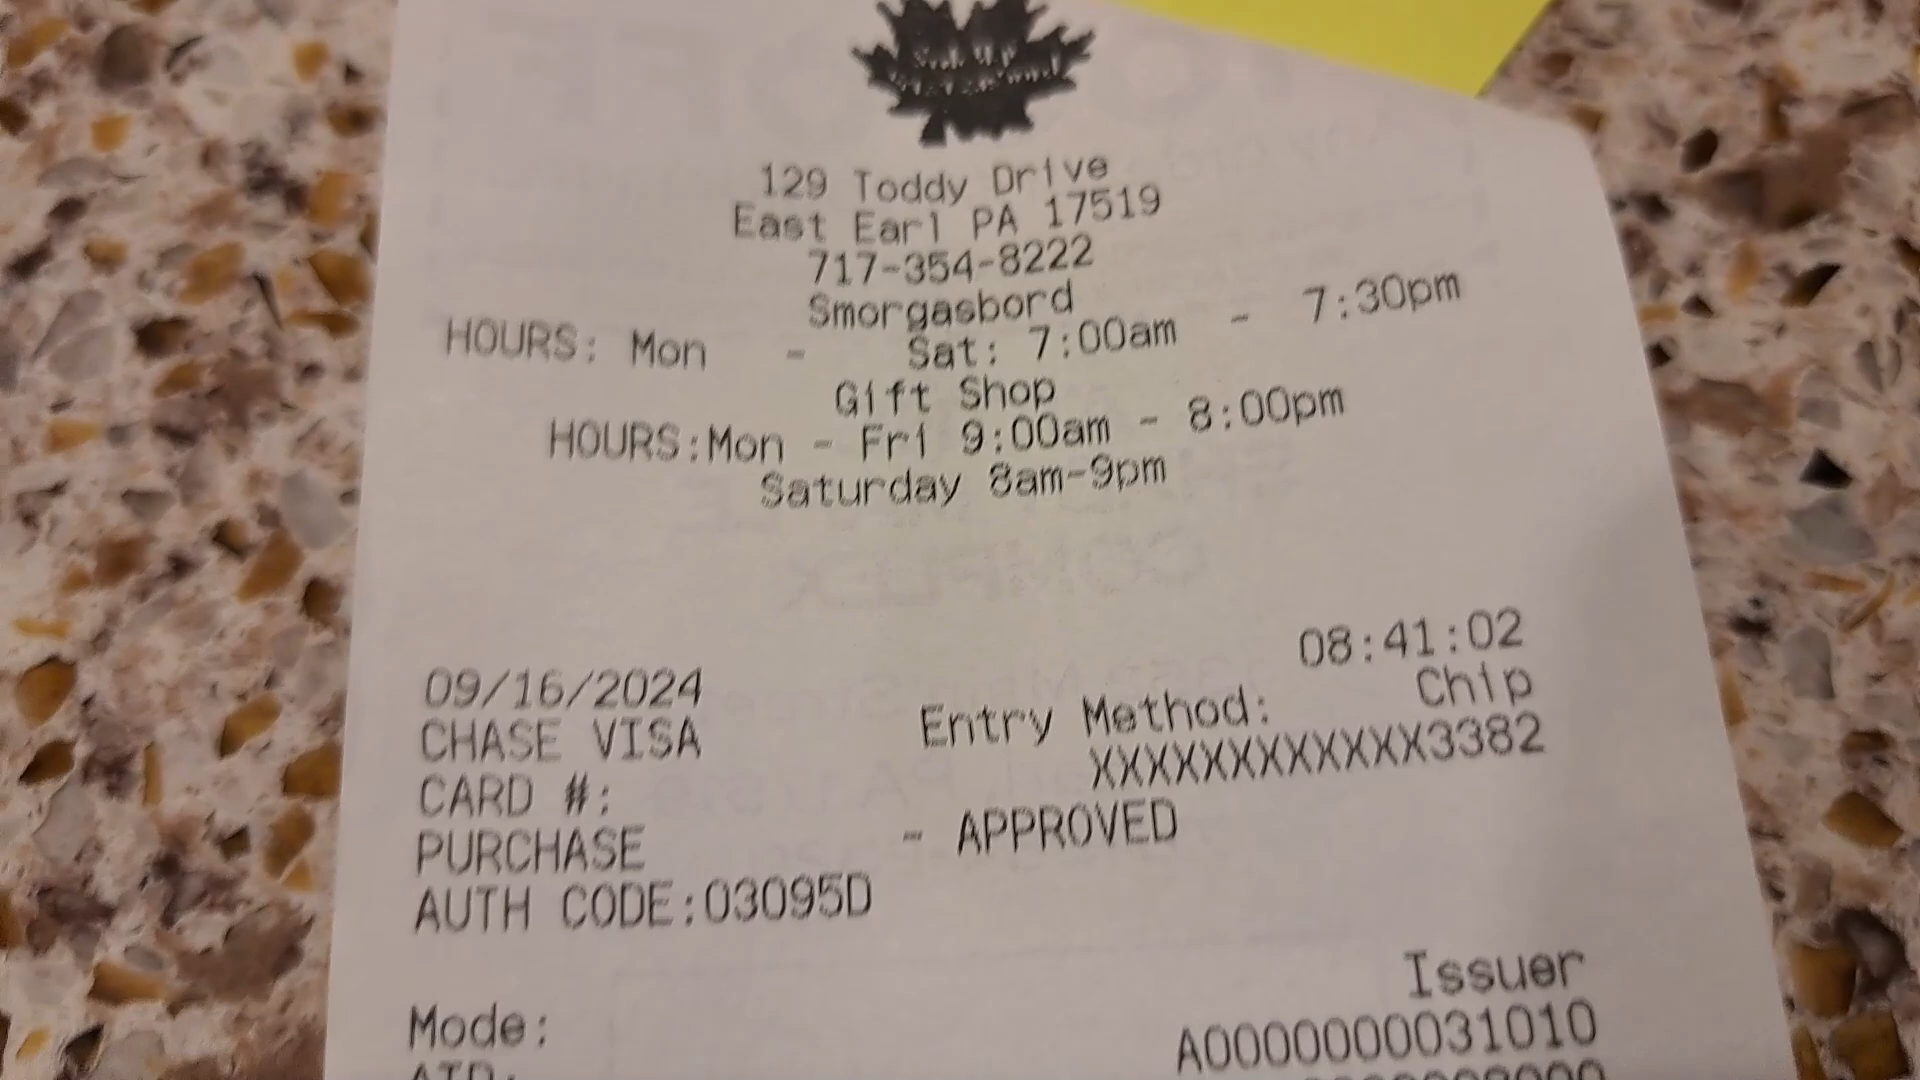 129 Toddy Drive
East Earl PA 17519
717-354-8222
Smorgasbord
HOURS: Mon - Sat: 7:00am - 7:30pm
Gift Shop
HOURS:Mon - Fri 9:00am - 8:00pm
Saturday 8am-9pm
09/16/2024 08:41:02
CHASE VISA Entry Method: Chip
CARD #: XXXXXXXXXXXX3382
PURCHASE - APPROVED
AUTH CODE:03095D
Mode: Issuer
AID: A0000000031010